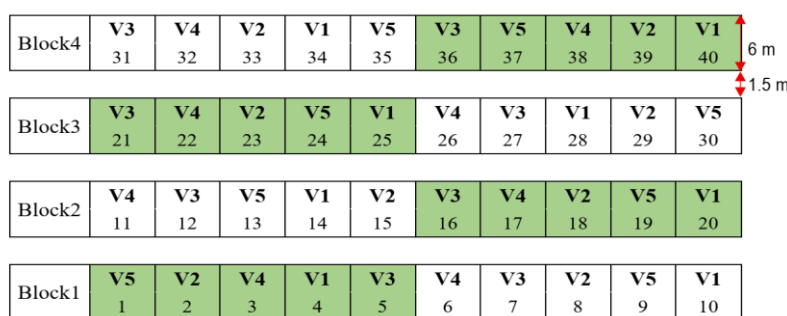 Block4 V3 V4 V2 V1 V5 V3 V5 V4 V2 V1
31 32 33 34 35 36 37 38 39 40
6 m
1.5 m
Block3 V3 V4 V2 V5 V1 V4 V3 V1 V2 V5
21 22 23 24 25 26 27 28 29 30
Block2 V4 V3 V5 V1 V2 V3 V4 V2 V5 V1
11 12 13 14 15 16 17 18 19 20
Block1 V5 V2 V4 V1 V3 V4 V3 V2 V5 V1
1 2 3 4 5 6 7 8 9 10